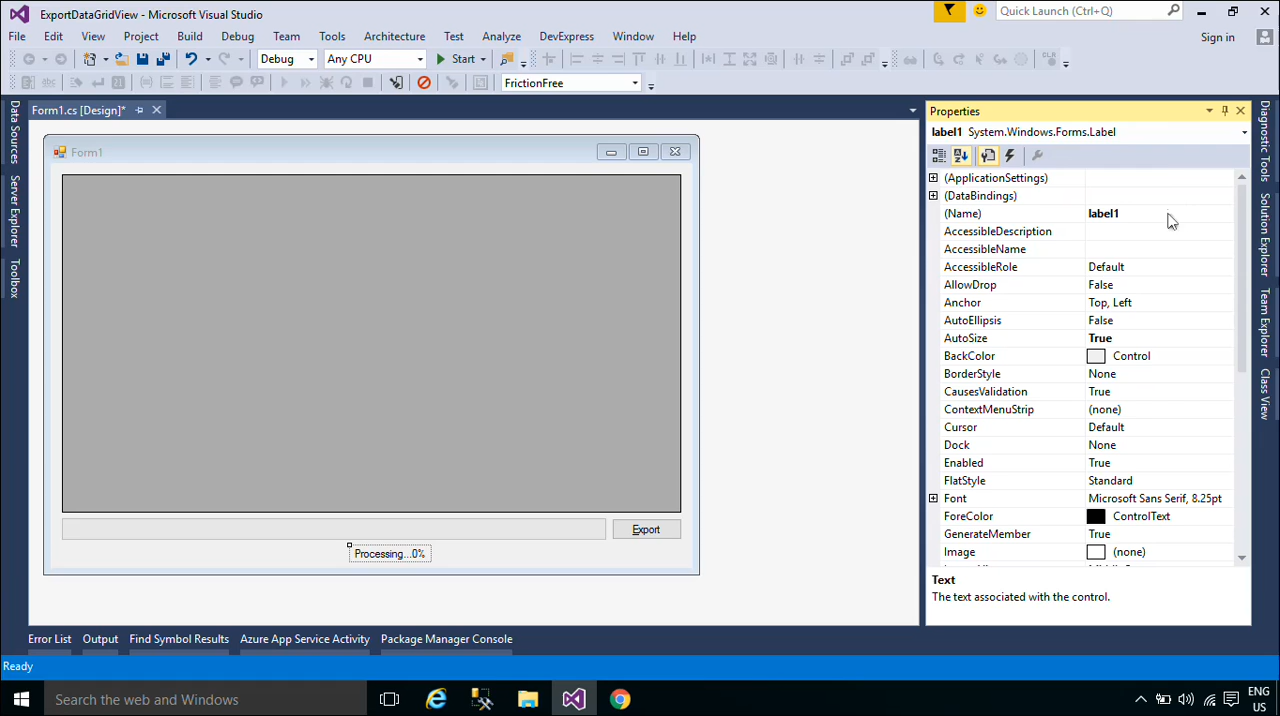 ExportDataGridView - Microsoft Visual Studio
Quick Launch (Ctrl+Q)
File Edit View Project Build Debug Team Tools Architecture Test Analyze DevExpress Window Help
Sign in
Debug Any CPU Start
FrictionFree
Form1.cs [Design]*
Data Sources
Server Explorer
Toolbox
Form1
Export
Processing...0%
Properties
label1 System.Windows.Forms.Label
(ApplicationSettings)
(DataBindings)
(Name) label1
AccessibleDescription
AccessibleName
AccessibleRole Default
AllowDrop False
Anchor Top, Left
AutoEllipsis False
AutoSize True
BackColor Control
BorderStyle None
CausesValidation True
ContextMenuStrip (none)
Cursor Default
Dock None
Enabled True
FlatStyle Standard
Font Microsoft Sans Serif, 8.25pt
ForeColor ControlText
GenerateMember True
Image (none)
Text
The text associated with the control.
Diagnostic Tools
Solution Explorer
Team Explorer
Class View
Error List Output Find Symbol Results Azure App Service Activity Package Manager Console
Ready
Search the web and Windows
ENG
US